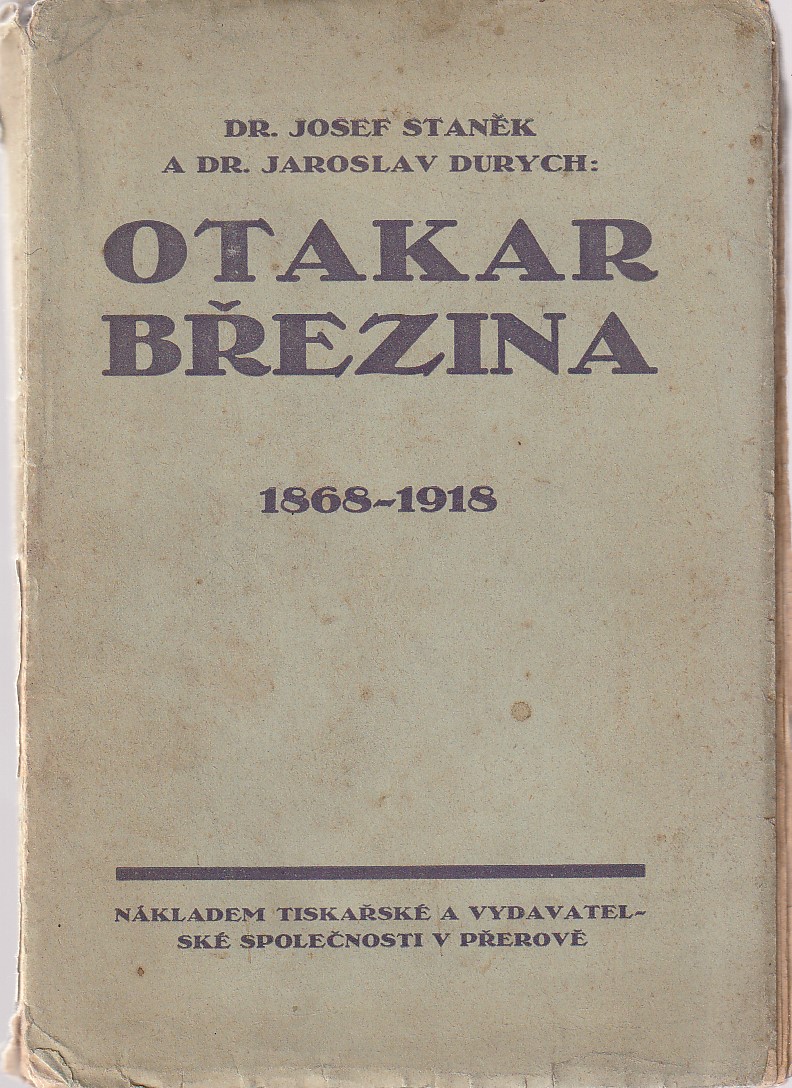 DR. JOSEF STANĚK
A DR. JAROSLAV DURYCH:
OTAKAR
BŘEZINA
1868-1918
NÁKLADEM TISKAŘSKÉ A VYDAVATEL-
SKÉ SPOLEČNOSTI V PŘEROVĚ